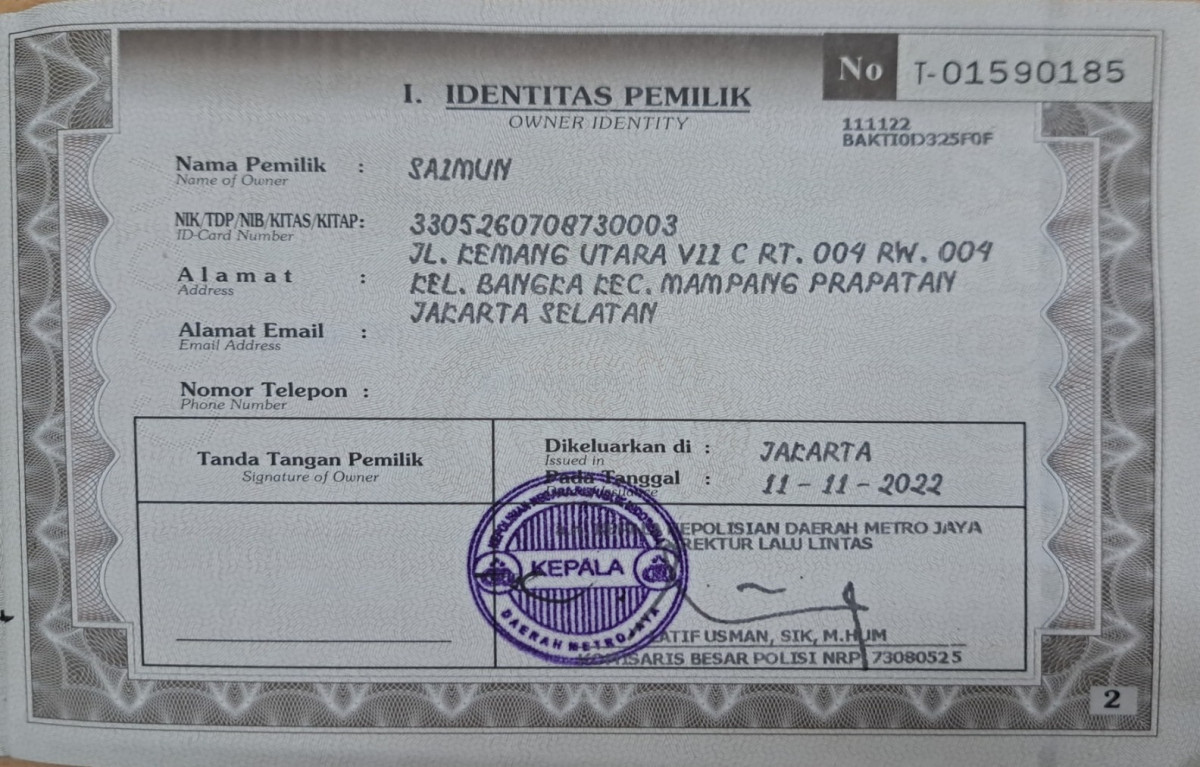 No T-01590185
I. IDENTITAS PEMILIK
OWNER IDENTITY
111122
BAKTI0D325F0F
Nama Pemilik : SAIMUN
Name of Owner
NIK/TDP/NIB/KITAS/KITAP: 3305260708730003
ID-Card Number
JL. KEMANG UTARA VII C RT. 004 RW. 004
Alamat : KEL. BANGKA KEC. MAMPANG PRAPATAN
Address
JAKARTA SELATAN
Alamat Email :
Email Address
Nomor Telepon :
Phone Number
Tanda Tangan Pemilik
Signature of Owner
Dikeluarkan di : JAKARTA
Issued in
Pada Tanggal : 11 - 11 - 2022
KEPOLISIAN DAERAH METRO JAYA
DIREKTUR LALU LINTAS
KEPALA
DAERAH METRO JAYA
LATIF USMAN, SIK, M.HUM
KOMISARIS BESAR POLISI NRP 73080525
2